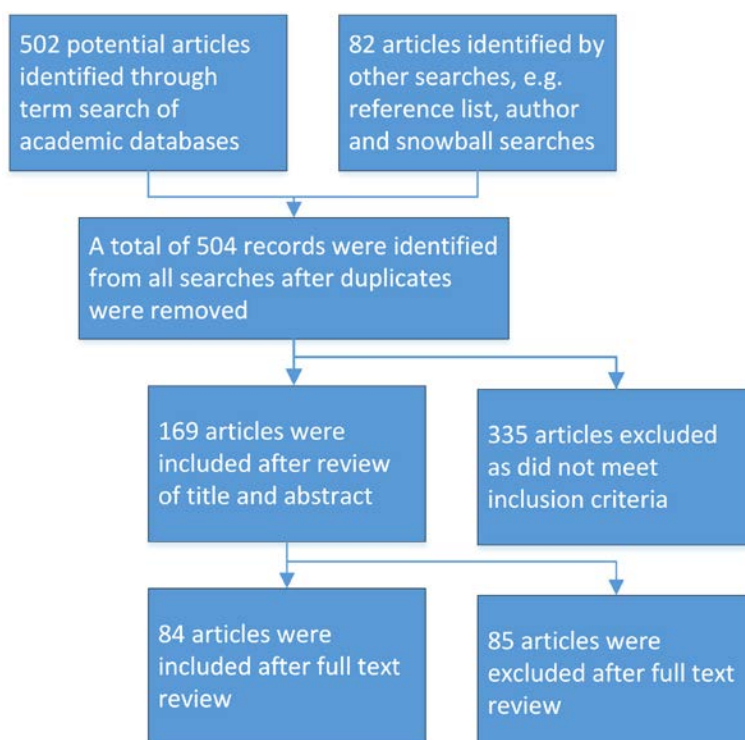 502 potential articles
identified through
term search of
academic databases
82 articles identified by
other searches, e.g.
reference list, author
and snowball searches
A total of 504 records were identified
from all searches after duplicates
were removed
169 articles were
included after review
of title and abstract
335 articles excluded
as did not meet
inclusion criteria
84 articles were
included after full text
review
85 articles were
excluded after full text
review